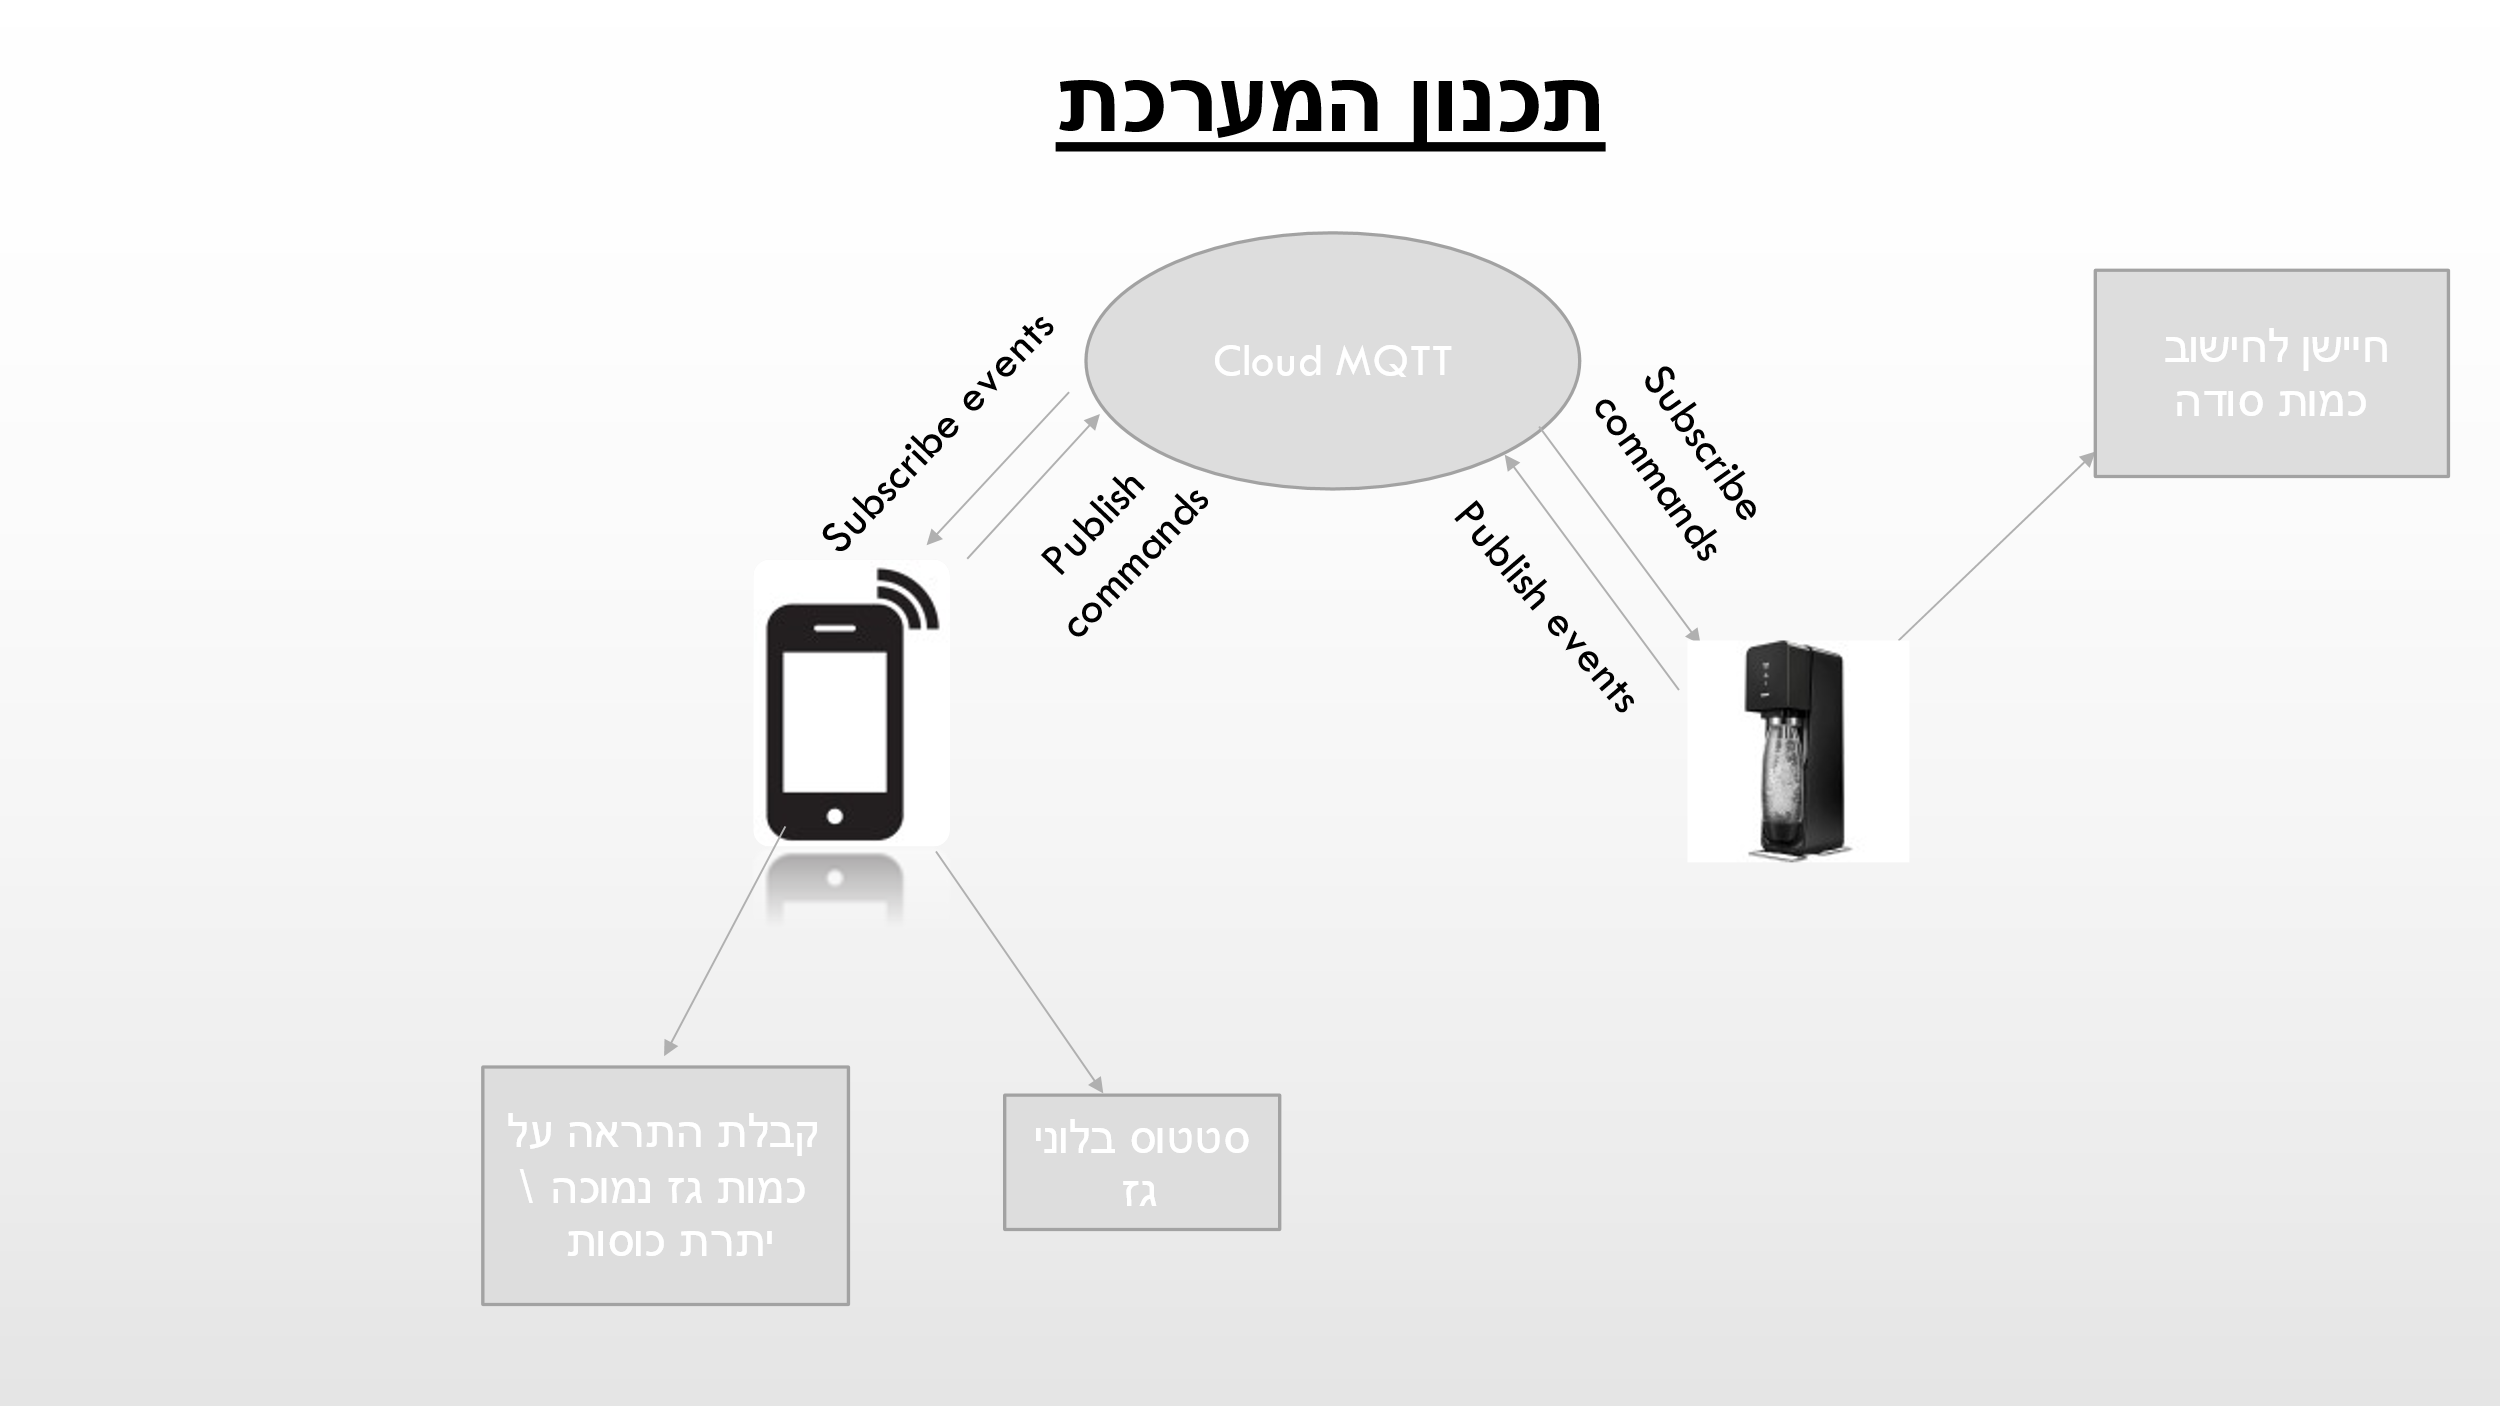 תכנון המערכת
Cloud MQTT
Subscribe events
Publish
commands
Subscribe
commands
Publish events
חיישן לחישוב
כמות סודה
קבלת התראה על
כמות גז נמוכה \
יתרת כוסות
סטטוס בלוני
גז